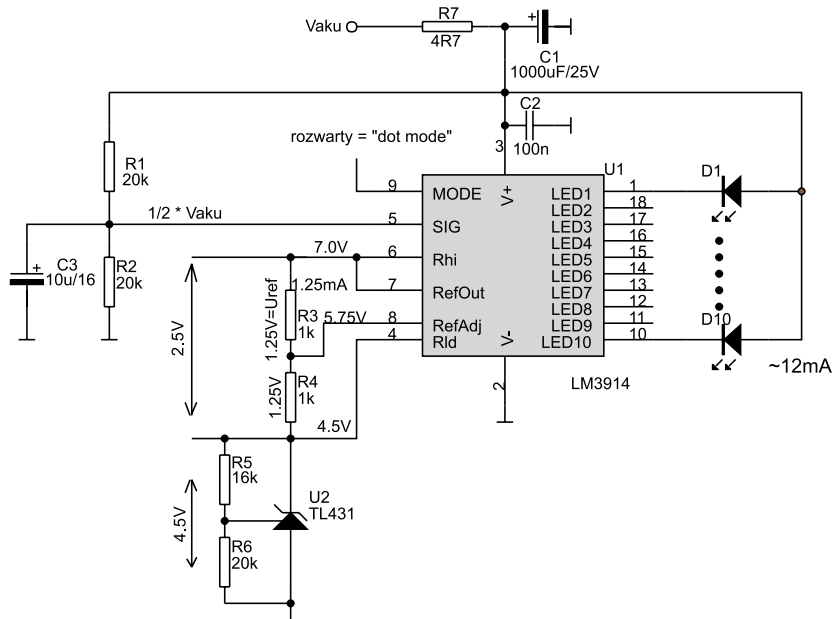 R7
Vaku
4R7
+
C1
1000uF/25V
C2
100n
rozwarty = "dot mode"
3
R1
20k
U1
D1
9
MODE
V+
LED1
1
LED2
18
1/2 * Vaku
5
SIG
LED3
17
LED4
16
C3
+
10u/16
R2
20k
7.0V
6
Rhi
LED5
15
LED6
14
1.25mA
7
RefOut
LED7
13
LED8
12
1.25V=Uref
R3
1k
5.75V
8
RefAdj
LED9
11
D10
4
Rld
V-
LED10
10
2.5V
~12mA
1.25V
R4
1k
2
LM3914
4.5V
R5
16k
U2
TL431
4.5V
R6
20k